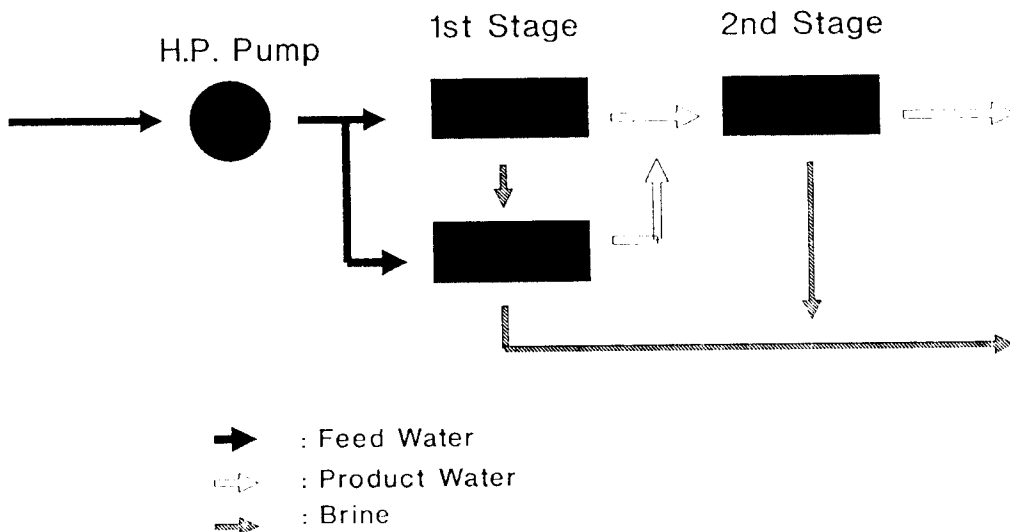 1st Stage
2nd Stage
H.P. Pump
: Feed Water
: Product Water
: Brine